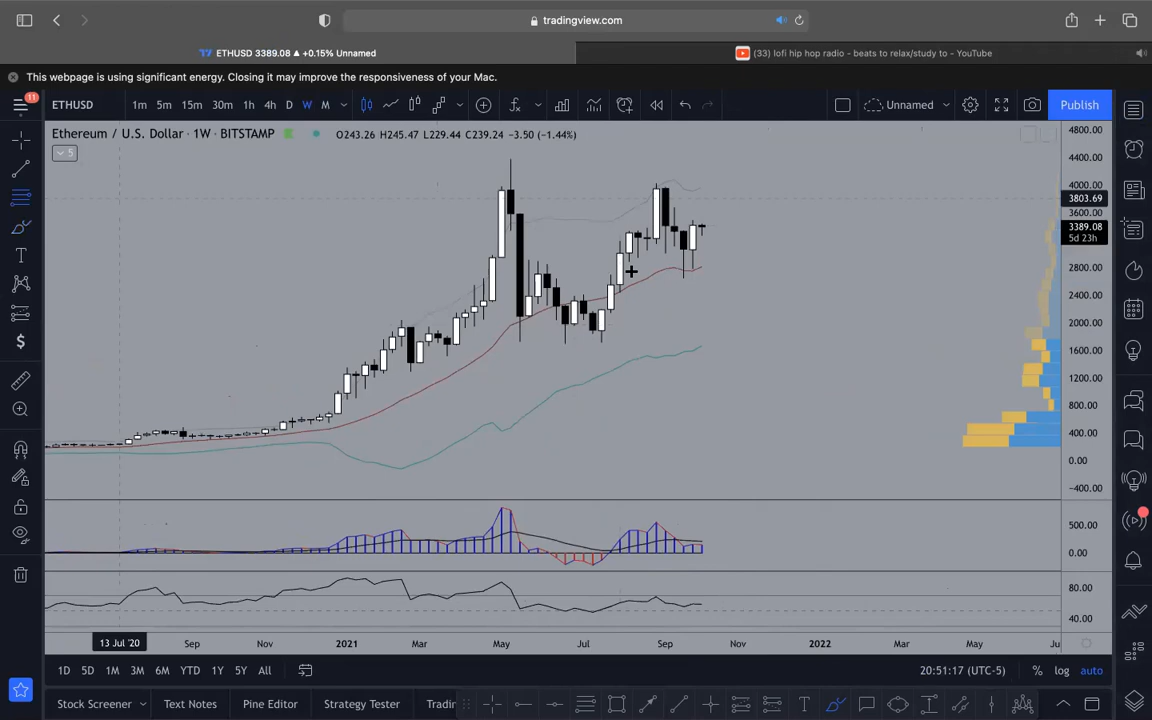 tradingview.com
ETHUSD 3389.08 ▲ +0.15% Unnamed
(33) lofi hip hop radio - beats to relax/study to - YouTube
This webpage is using significant energy. Closing it may improve the responsiveness of your Mac.
11
ETHUSD 1m 5m 15m 30m 1h 4h D W M Unnamed Publish
Ethereum / U.S. Dollar · 1W · BITSTAMP O243.26 H245.47 L229.44 C239.24 −3.50 (−1.44%)
5
4800.00
4400.00
4000.00
3803.69
3600.00
3389.08
5d 23h
2800.00
2400.00
2000.00
1600.00
1200.00
800.00
400.00
0.00
−400.00
500.00
0.00
80.00
40.00
13 Jul '20 Sep Nov 2021 Mar May Jul Sep Nov 2022 Mar May Ju
1D 5D 1M 3M 6M YTD 1Y 5Y All 20:51:17 (UTC-5) % log auto
Stock Screener Text Notes Pine Editor Strategy Tester Tradin